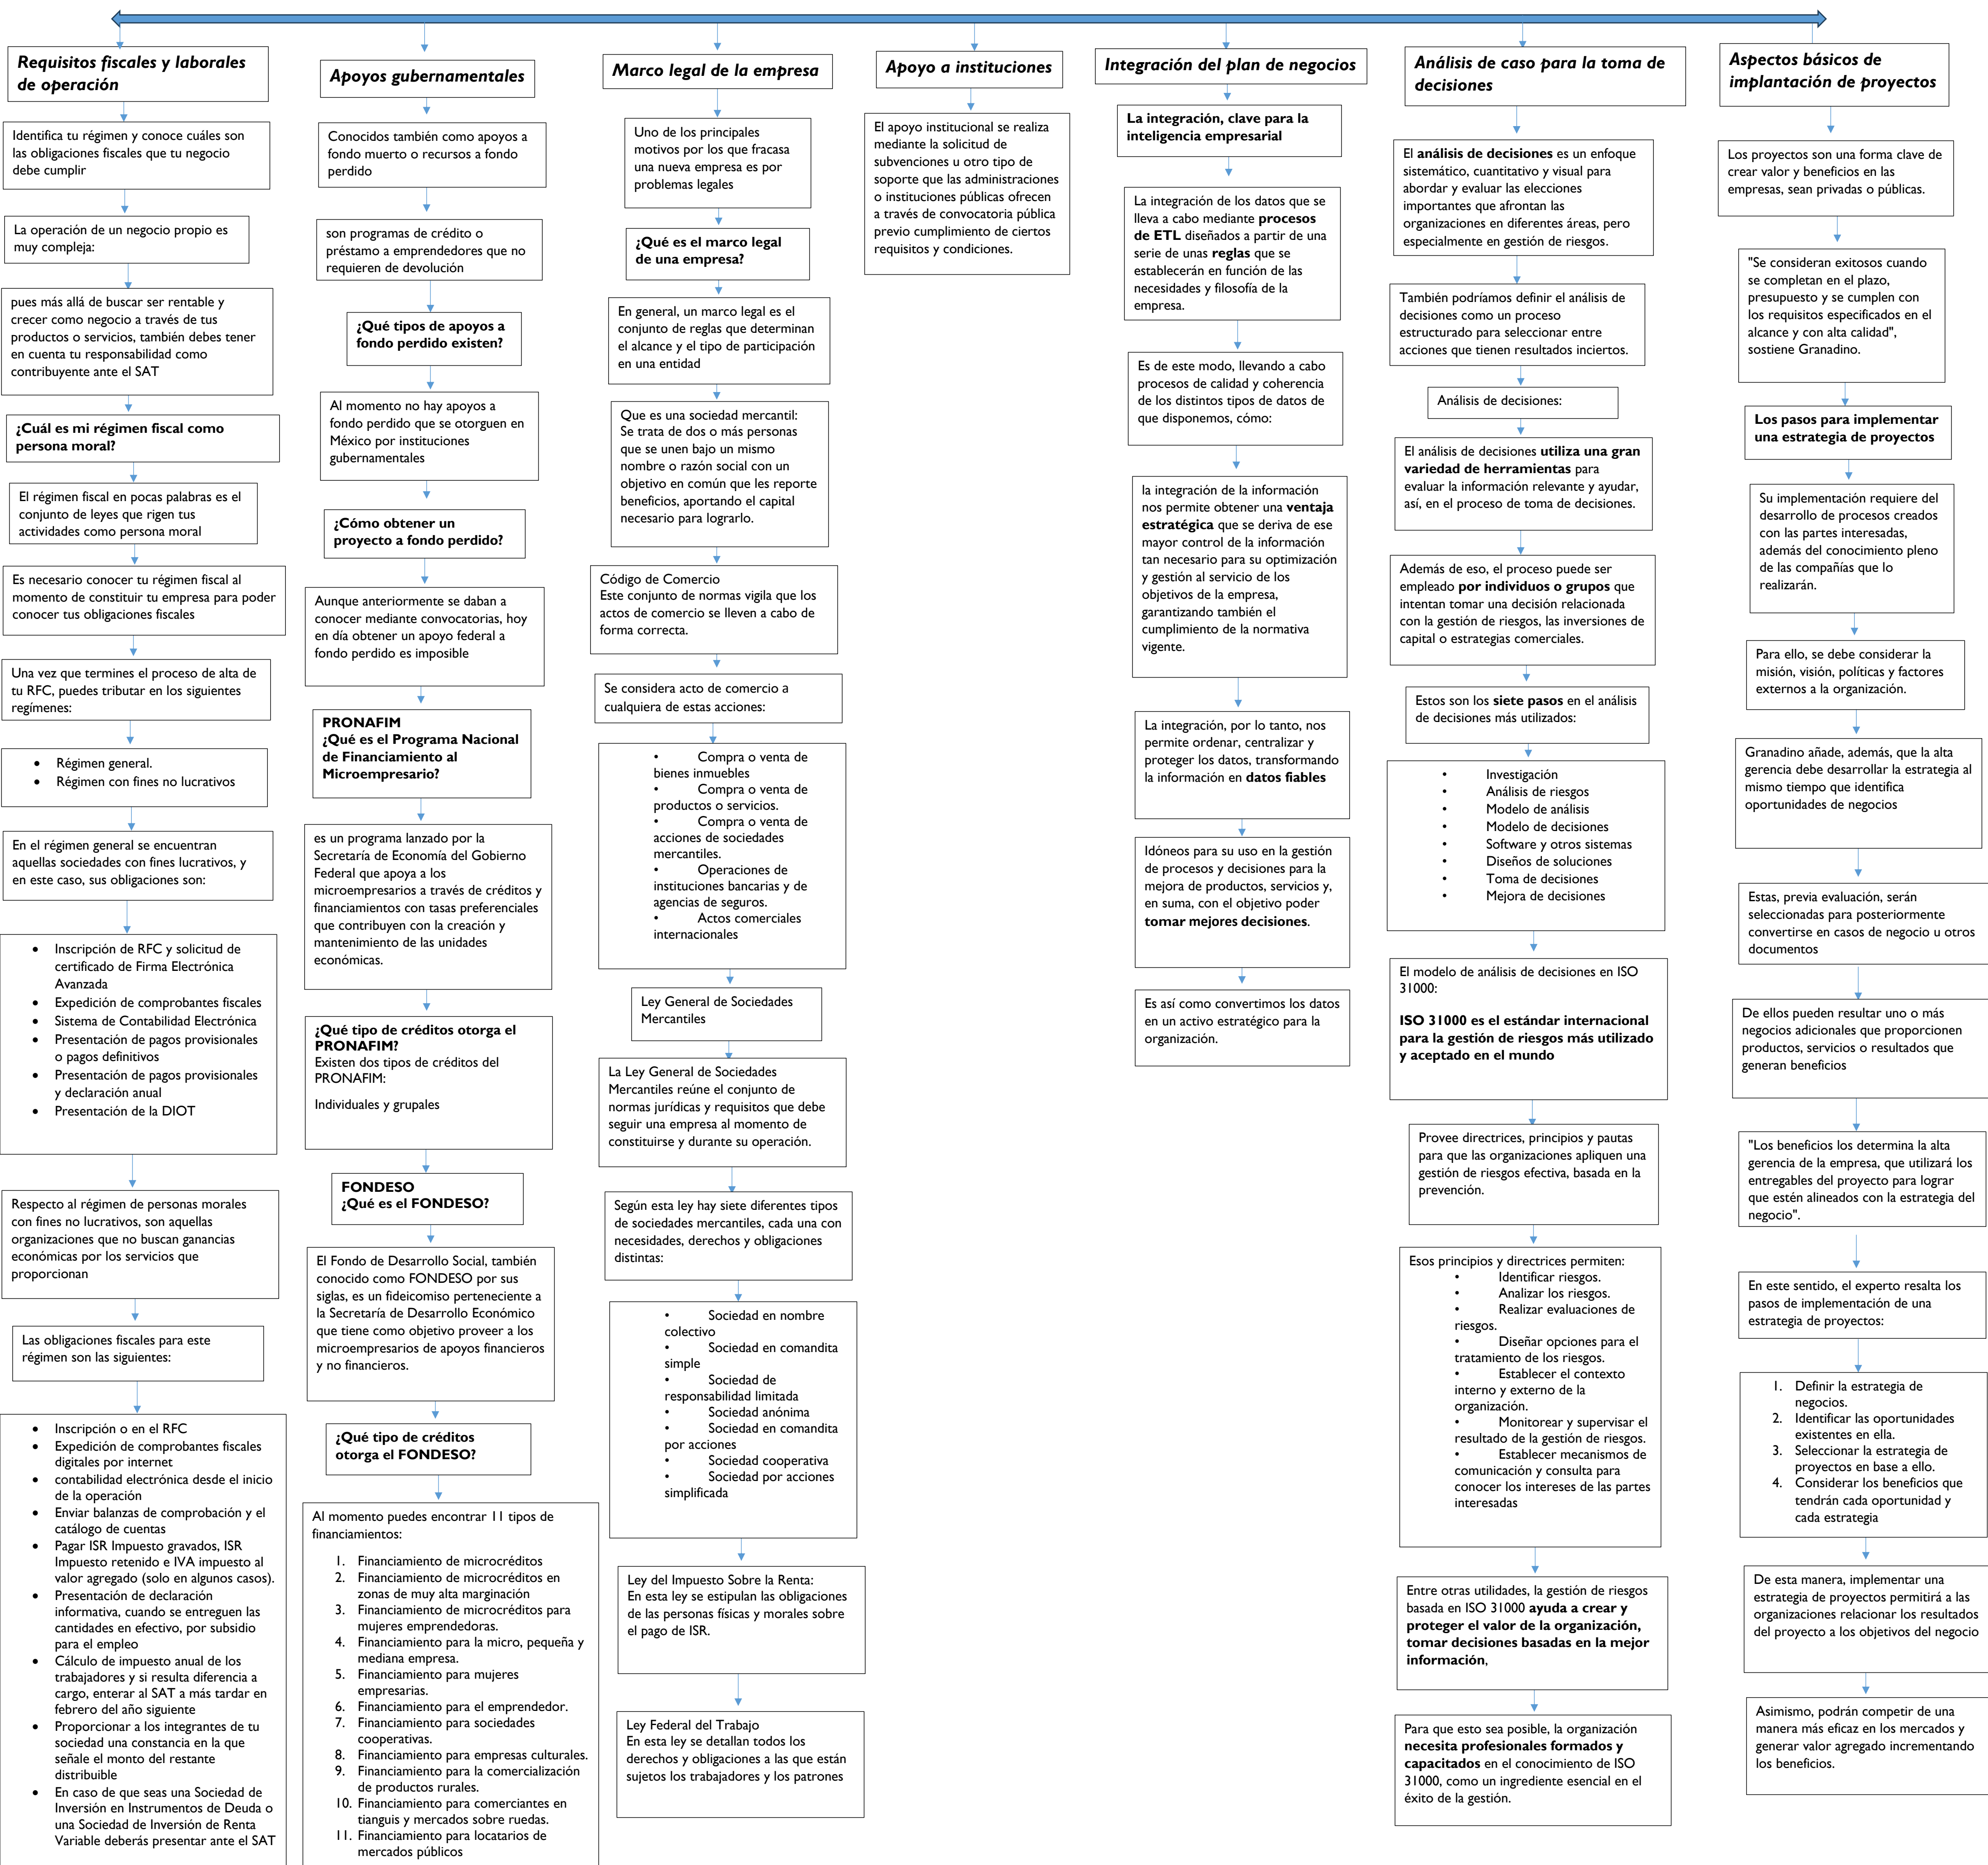 Requisitos fiscales y laborales
de operación
Identifica tu régimen y conoce cuáles son
las obligaciones fiscales que tu negocio
debe cumplir
La operación de un negocio propio es
muy compleja:
pues más allá de buscar ser rentable y
crecer como negocio a través de tus
productos o servicios, también debes tener
en cuenta tu responsabilidad como
contribuyente ante el SAT
¿Cuál es mi régimen fiscal como
persona moral?
El régimen fiscal en pocas palabras es el
conjunto de leyes que rigen tus
actividades como persona moral
Es necesario conocer tu régimen fiscal al
momento de constituir tu empresa para poder
conocer tus obligaciones fiscales
Una vez que termines el proceso de alta de
tu RFC, puedes tributar en los siguientes
regímenes:
• Régimen general.
• Régimen con fines no lucrativos
En el régimen general se encuentran
aquellas sociedades con fines lucrativos, y
en este caso, sus obligaciones son:
• Inscripción de RFC y solicitud de
certificado de Firma Electrónica
Avanzada
• Expedición de comprobantes fiscales
• Sistema de Contabilidad Electrónica
• Presentación de pagos provisionales
o pagos definitivos
• Presentación de pagos provisionales
y declaración anual
• Presentación de la DIOT
Respecto al régimen de personas morales
con fines no lucrativos, son aquellas
organizaciones que no buscan ganancias
económicas por los servicios que
proporcionan
Las obligaciones fiscales para este
régimen son las siguientes:
• Inscripción o en el RFC
• Expedición de comprobantes fiscales
digitales por internet
• contabilidad electrónica desde el inicio
de la operación
• Enviar balanzas de comprobación y el
catálogo de cuentas
• Pagar ISR Impuesto gravados, ISR
Impuesto retenido e IVA impuesto al
valor agregado (solo en algunos casos).
• Presentación de declaración
informativa, cuando se entreguen las
cantidades en efectivo, por subsidio
para el empleo
• Cálculo de impuesto anual de los
trabajadores y si resulta diferencia a
cargo, enterar al SAT a más tardar en
febrero del año siguiente
• Proporcionar a los integrantes de tu
sociedad una constancia en la que
señale el monto del restante
distribuible
• En caso de que seas una Sociedad de
Inversión en Instrumentos de Deuda o
una Sociedad de Inversión de Renta
Variable deberás presentar ante el SAT
Apoyos gubernamentales
Conocidos también como apoyos a
fondo muerto o recursos a fondo
perdido
son programas de crédito o
préstamo a emprendedores que no
requieren de devolución
¿Qué tipos de apoyos a
fondo perdido existen?
Al momento no hay apoyos a
fondo perdido que se otorguen en
México por instituciones
gubernamentales
¿Cómo obtener un
proyecto a fondo perdido?
Aunque anteriormente se daban a
conocer mediante convocatorias, hoy
en día obtener un apoyo federal a
fondo perdido es imposible
PRONAFIM
¿Qué es el Programa Nacional
de Financiamiento al
Microempresario?
es un programa lanzado por la
Secretaría de Economía del Gobierno
Federal que apoya a los
microempresarios a través de créditos y
financiamientos con tasas preferenciales
que contribuyen con la creación y
mantenimiento de las unidades
económicas.
¿Qué tipo de créditos otorga el
PRONAFIM?
Existen dos tipos de créditos del
PRONAFIM:
Individuales y grupales
FONDESO
¿Qué es el FONDESO?
El Fondo de Desarrollo Social, también
conocido como FONDESO por sus
siglas, es un fideicomiso perteneciente a
la Secretaría de Desarrollo Económico
que tiene como objetivo proveer a los
microempresarios de apoyos financieros
y no financieros.
¿Qué tipo de créditos
otorga el FONDESO?
Al momento puedes encontrar 11 tipos de
financiamientos:
1. Financiamiento de microcréditos
2. Financiamiento de microcréditos en
zonas de muy alta marginación
3. Financiamiento de microcréditos para
mujeres emprendedoras.
4. Financiamiento para la micro, pequeña y
mediana empresa.
5. Financiamiento para mujeres
empresarias.
6. Financiamiento para el emprendedor.
7. Financiamiento para sociedades
cooperativas.
8. Financiamiento para empresas culturales.
9. Financiamiento para la comercialización
de productos rurales.
10. Financiamiento para comerciantes en
tianguis y mercados sobre ruedas.
11. Financiamiento para locatarios de
mercados públicos
Marco legal de la empresa
Uno de los principales
motivos por los que fracasa
una nueva empresa es por
problemas legales
¿Qué es el marco legal
de una empresa?
En general, un marco legal es el
conjunto de reglas que determinan
el alcance y el tipo de participación
en una entidad
Que es una sociedad mercantil:
Se trata de dos o más personas
que se unen bajo un mismo
nombre o razón social con un
objetivo en común que les reporte
beneficios, aportando el capital
necesario para lograrlo.
Código de Comercio
Este conjunto de normas vigila que los
actos de comercio se lleven a cabo de
forma correcta.
Se considera acto de comercio a
cualquiera de estas acciones:
• Compra o venta de
bienes inmuebles
• Compra o venta de
productos o servicios.
• Compra o venta de
acciones de sociedades
mercantiles.
• Operaciones de
instituciones bancarias y de
agencias de seguros.
• Actos comerciales
internacionales
Ley General de Sociedades
Mercantiles
La Ley General de Sociedades
Mercantiles reúne el conjunto de
normas jurídicas y requisitos que debe
seguir una empresa al momento de
constituirse y durante su operación.
Según esta ley hay siete diferentes tipos
de sociedades mercantiles, cada una con
necesidades, derechos y obligaciones
distintas:
• Sociedad en nombre
colectivo
• Sociedad en comandita
simple
• Sociedad de
responsabilidad limitada
• Sociedad anónima
• Sociedad en comandita
por acciones
• Sociedad cooperativa
• Sociedad por acciones
simplificada
Ley del Impuesto Sobre la Renta:
En esta ley se estipulan las obligaciones
de las personas físicas y morales sobre
el pago de ISR.
Ley Federal del Trabajo
En esta ley se detallan todos los
derechos y obligaciones a las que están
sujetos los trabajadores y los patrones
Apoyo a instituciones
El apoyo institucional se realiza
mediante la solicitud de
subvenciones u otro tipo de
soporte que las administraciones
o instituciones públicas ofrecen
a través de convocatoria pública
previo cumplimiento de ciertos
requisitos y condiciones.
Integración del plan de negocios
La integración, clave para la
inteligencia empresarial
La integración de los datos que se
lleva a cabo mediante procesos
de ETL diseñados a partir de una
serie de unas reglas que se
establecerán en función de las
necesidades y filosofía de la
empresa.
Es de este modo, llevando a cabo
procesos de calidad y coherencia
de los distintos tipos de datos de
que disponemos, cómo:
la integración de la información
nos permite obtener una ventaja
estratégica que se deriva de ese
mayor control de la información
tan necesario para su optimización
y gestión al servicio de los
objetivos de la empresa,
garantizando también el
cumplimiento de la normativa
vigente.
La integración, por lo tanto, nos
permite ordenar, centralizar y
proteger los datos, transformando
la información en datos fiables
Idóneos para su uso en la gestión
de procesos y decisiones para la
mejora de productos, servicios y,
en suma, con el objetivo poder
tomar mejores decisiones.
Es así como convertimos los datos
en un activo estratégico para la
organización.
Análisis de caso para la toma de
decisiones
El análisis de decisiones es un enfoque
sistemático, cuantitativo y visual para
abordar y evaluar las elecciones
importantes que afrontan las
organizaciones en diferentes áreas, pero
especialmente en gestión de riesgos.
También podríamos definir el análisis de
decisiones como un proceso
estructurado para seleccionar entre
acciones que tienen resultados inciertos.
Análisis de decisiones:
El análisis de decisiones utiliza una gran
variedad de herramientas para
evaluar la información relevante y ayudar,
así, en el proceso de toma de decisiones.
Además de eso, el proceso puede ser
empleado por individuos o grupos que
intentan tomar una decisión relacionada
con la gestión de riesgos, las inversiones de
capital o estrategias comerciales.
Estos son los siete pasos en el análisis
de decisiones más utilizados:
• Investigación
• Análisis de riesgos
• Modelo de análisis
• Modelo de decisiones
• Software y otros sistemas
• Diseños de soluciones
• Toma de decisiones
• Mejora de decisiones
El modelo de análisis de decisiones en ISO
31000:
ISO 31000 es el estándar internacional
para la gestión de riesgos más utilizado
y aceptado en el mundo
Provee directrices, principios y pautas
para que las organizaciones apliquen una
gestión de riesgos efectiva, basada en la
prevención.
Esos principios y directrices permiten:
• Identificar riesgos.
• Analizar los riesgos.
• Realizar evaluaciones de
riesgos.
• Diseñar opciones para el
tratamiento de los riesgos.
• Establecer el contexto
interno y externo de la
organización.
• Monitorear y supervisar el
resultado de la gestión de riesgos.
• Establecer mecanismos de
comunicación y consulta para
conocer los intereses de las partes
interesadas
Entre otras utilidades, la gestión de riesgos
basada en ISO 31000 ayuda a crear y
proteger el valor de la organización,
tomar decisiones basadas en la mejor
información,
Para que esto sea posible, la organización
necesita profesionales formados y
capacitados en el conocimiento de ISO
31000, como un ingrediente esencial en el
éxito de la gestión.
Aspectos básicos de
implantación de proyectos
Los proyectos son una forma clave de
crear valor y beneficios en las
empresas, sean privadas o públicas.
"Se consideran exitosos cuando
se completan en el plazo,
presupuesto y se cumplen con
los requisitos especificados en el
alcance y con alta calidad",
sostiene Granadino.
Los pasos para implementar
una estrategia de proyectos
Su implementación requiere del
desarrollo de procesos creados
con las partes interesadas,
además del conocimiento pleno
de las compañías que lo
realizarán.
Para ello, se debe considerar la
misión, visión, políticas y factores
externos a la organización.
Granadino añade, además, que la alta
gerencia debe desarrollar la estrategia al
mismo tiempo que identifica
oportunidades de negocios
Estas, previa evaluación, serán
seleccionadas para posteriormente
convertirse en casos de negocio u otros
documentos
De ellos pueden resultar uno o más
negocios adicionales que proporcionen
productos, servicios o resultados que
generan beneficios
"Los beneficios los determina la alta
gerencia de la empresa, que utilizará los
entregables del proyecto para lograr
que estén alineados con la estrategia del
negocio".
En este sentido, el experto resalta los
pasos de implementación de una
estrategia de proyectos:
1. Definir la estrategia de
negocios.
2. Identificar las oportunidades
existentes en ella.
3. Seleccionar la estrategia de
proyectos en base a ello.
4. Considerar los beneficios que
tendrán cada oportunidad y
cada estrategia
De esta manera, implementar una
estrategia de proyectos permitirá a las
organizaciones relacionar los resultados
del proyecto a los objetivos del negocio
Asimismo, podrán competir de una
manera más eficaz en los mercados y
generar valor agregado incrementando
los beneficios.